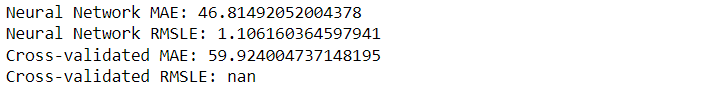 Neural Network MAE: 46.81492052004378
Neural Network RMSLE: 1.106160364597941
Cross-validated MAE: 59.924004737148195
Cross-validated RMSLE: nan